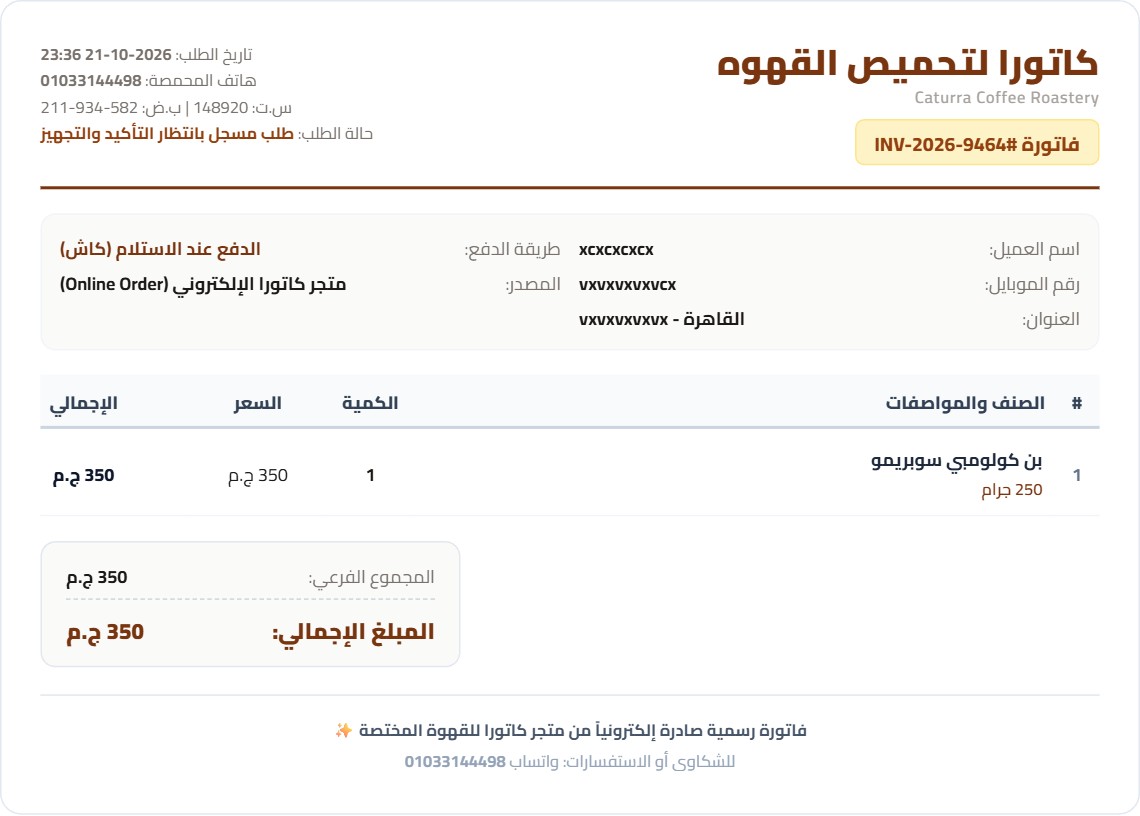 كاتورا لتحميص القهوه
Caturra Coffee Roastery
فاتورة #INV-2026-9464
تاريخ الطلب: 21-10-2026 23:36
هاتف المحمصة: 01033144498
س.ت: 148920 | ب.ض: 582-934-211
حالة الطلب: طلب مسجل بانتظار التأكيد والتجهيز
اسم العميل: xcxcxcxcx طريقة الدفع: الدفع عند الاستلام (كاش)
رقم الموبايل: vxvxvxvxvcx المصدر: متجر كاتورا الإلكتروني (Online Order)
العنوان: القاهرة - vxvxvxvxvx
# الصنف والمواصفات الكمية السعر الإجمالي
1 بن كولومبي سوبريمو 1 350 ج.م 350 ج.م
250 جرام
المجموع الفرعي: 350 ج.م
المبلغ الإجمالي: 350 ج.م
فاتورة رسمية صادرة إلكترونياً من متجر كاتورا للقهوة المختصة ✨
للشكاوى أو الاستفسارات: واتساب 01033144498